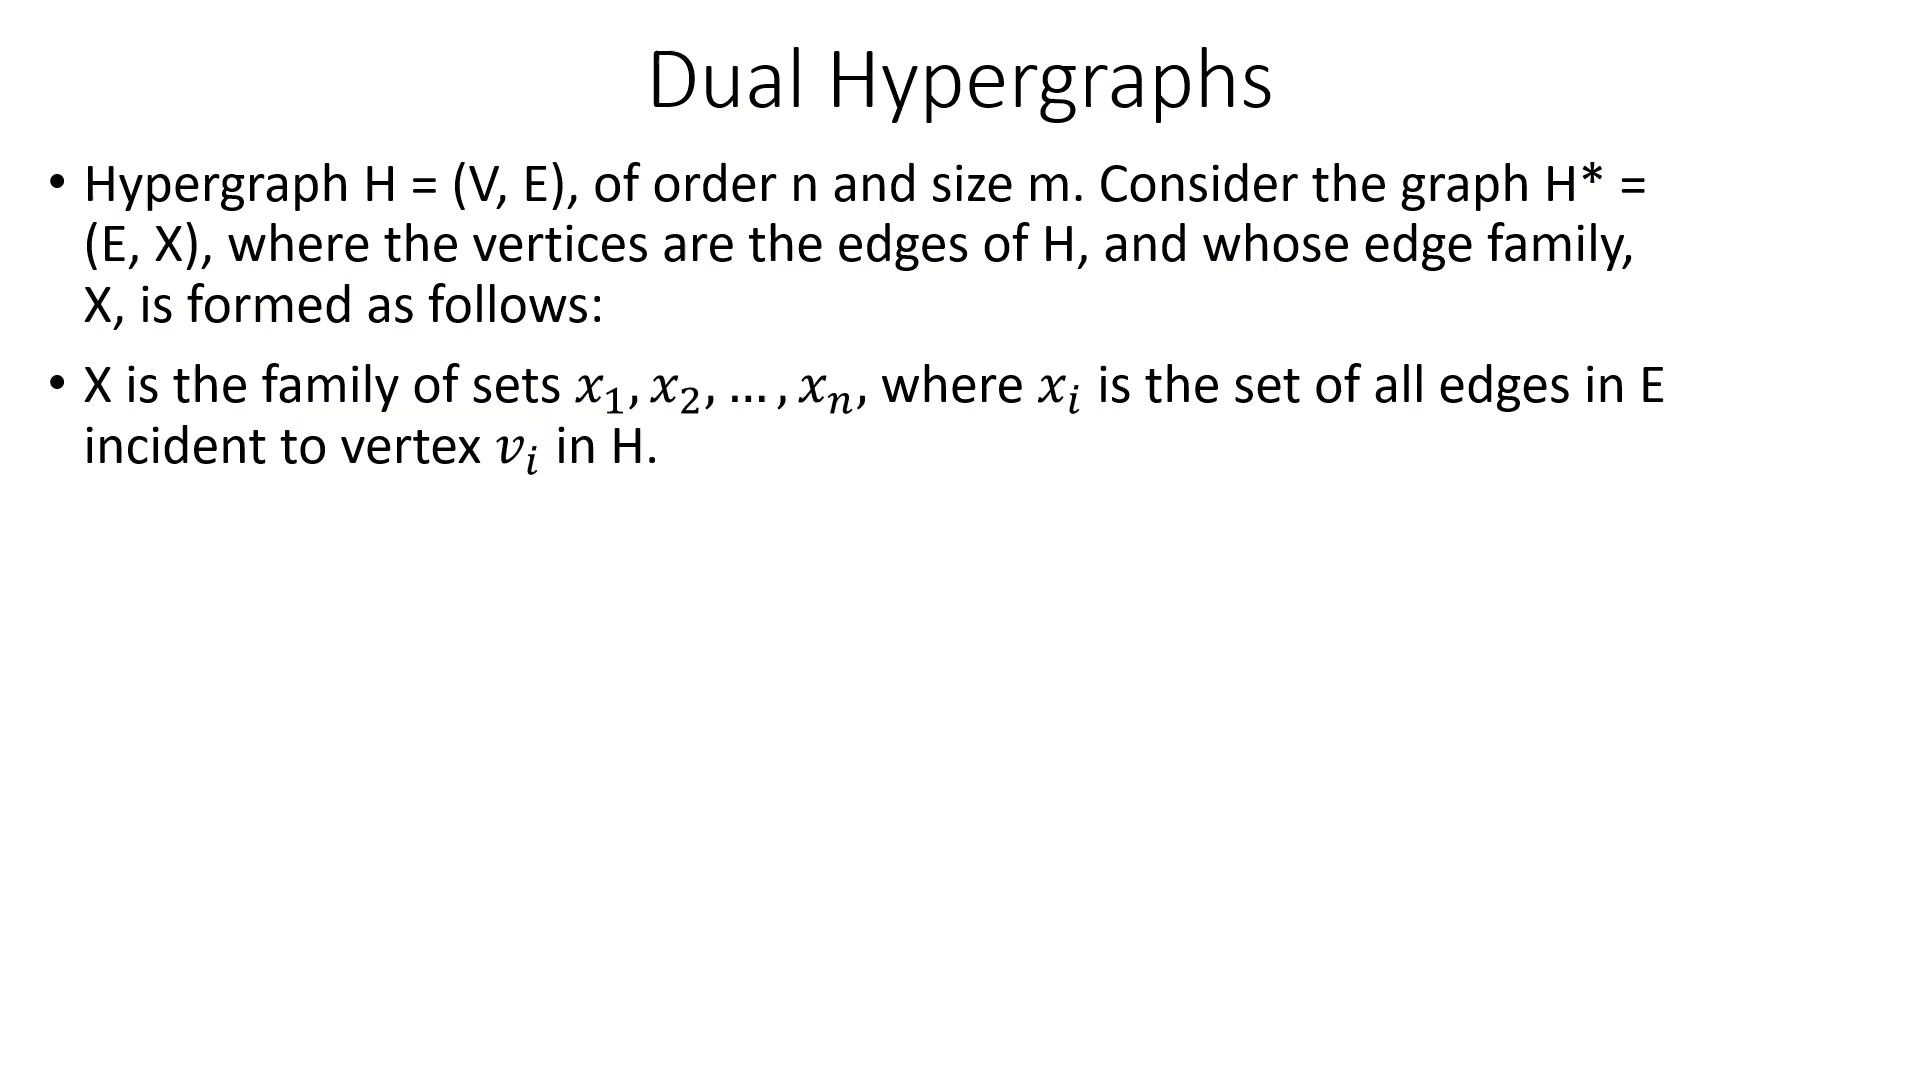 Dual Hypergraphs
• Hypergraph H = (V, E), of order n and size m. Consider the graph H* =
(E, X), where the vertices are the edges of H, and whose edge family,
X, is formed as follows:
• X is the family of sets 𝑥₁, 𝑥₂, … , 𝑥ₙ, where 𝑥ᵢ is the set of all edges in E
incident to vertex 𝑣ᵢ in H.